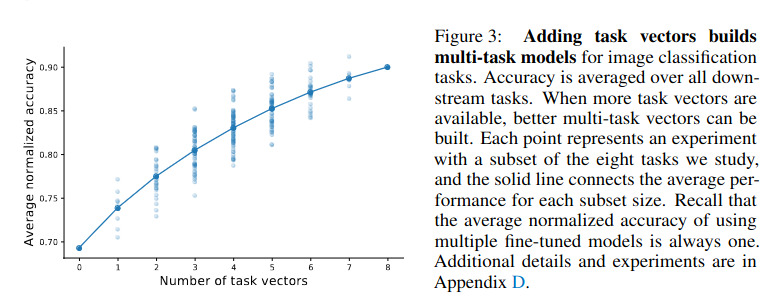 0.90
0.85
0.80
0.75
0.70
Average normalized accuracy
0 1 2 3 4 5 6 7 8
Number of task vectors
Figure 3: Adding task vectors builds
multi-task models for image classification
tasks. Accuracy is averaged over all down-
stream tasks. When more task vectors are
available, better multi-task vectors can be
built. Each point represents an experiment
with a subset of the eight tasks we study,
and the solid line connects the average per-
formance for each subset size. Recall that
the average normalized accuracy of using
multiple fine-tuned models is always one.
Additional details and experiments are in
Appendix D.